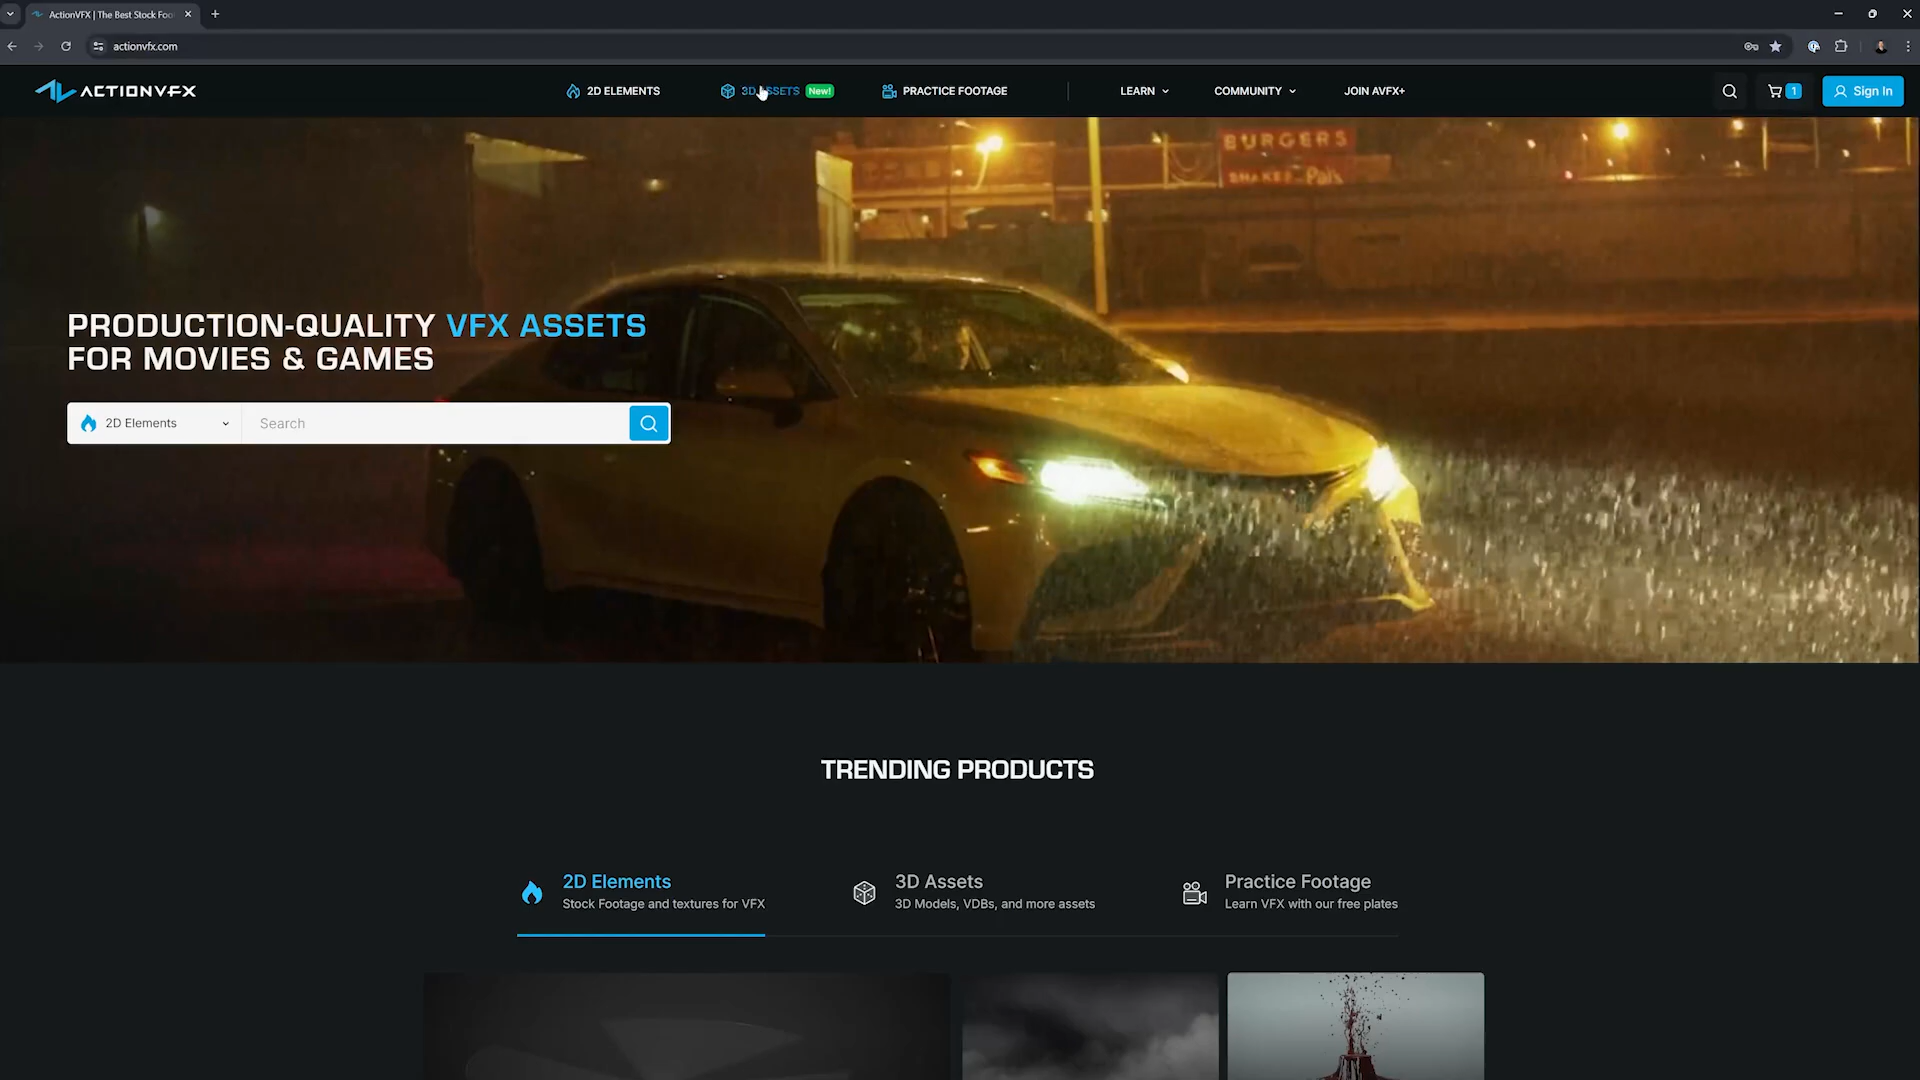 ActionVFX | The Best Stock Foo
actionvfx.com
ACTIONVFX
2D ELEMENTS
3D ASSETS
New!
PRACTICE FOOTAGE
LEARN
COMMUNITY
JOIN AVFX+
1
Sign In
BURGERS
SHAKES Pals
PRODUCTION-QUALITY VFX ASSETS
FOR MOVIES & GAMES
2D Elements
Search
TRENDING PRODUCTS
2D Elements
Stock Footage and textures for VFX
3D Assets
3D Models, VDBs, and more assets
Practice Footage
Learn VFX with our free plates